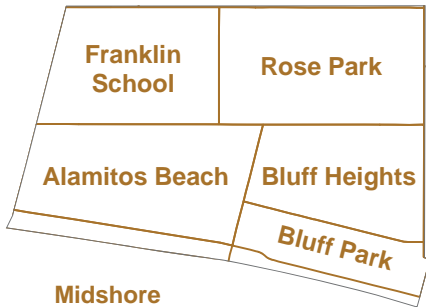 Franklin
School
Rose Park
Alamitos Beach
Bluff Heights
Bluff Park
Midshore